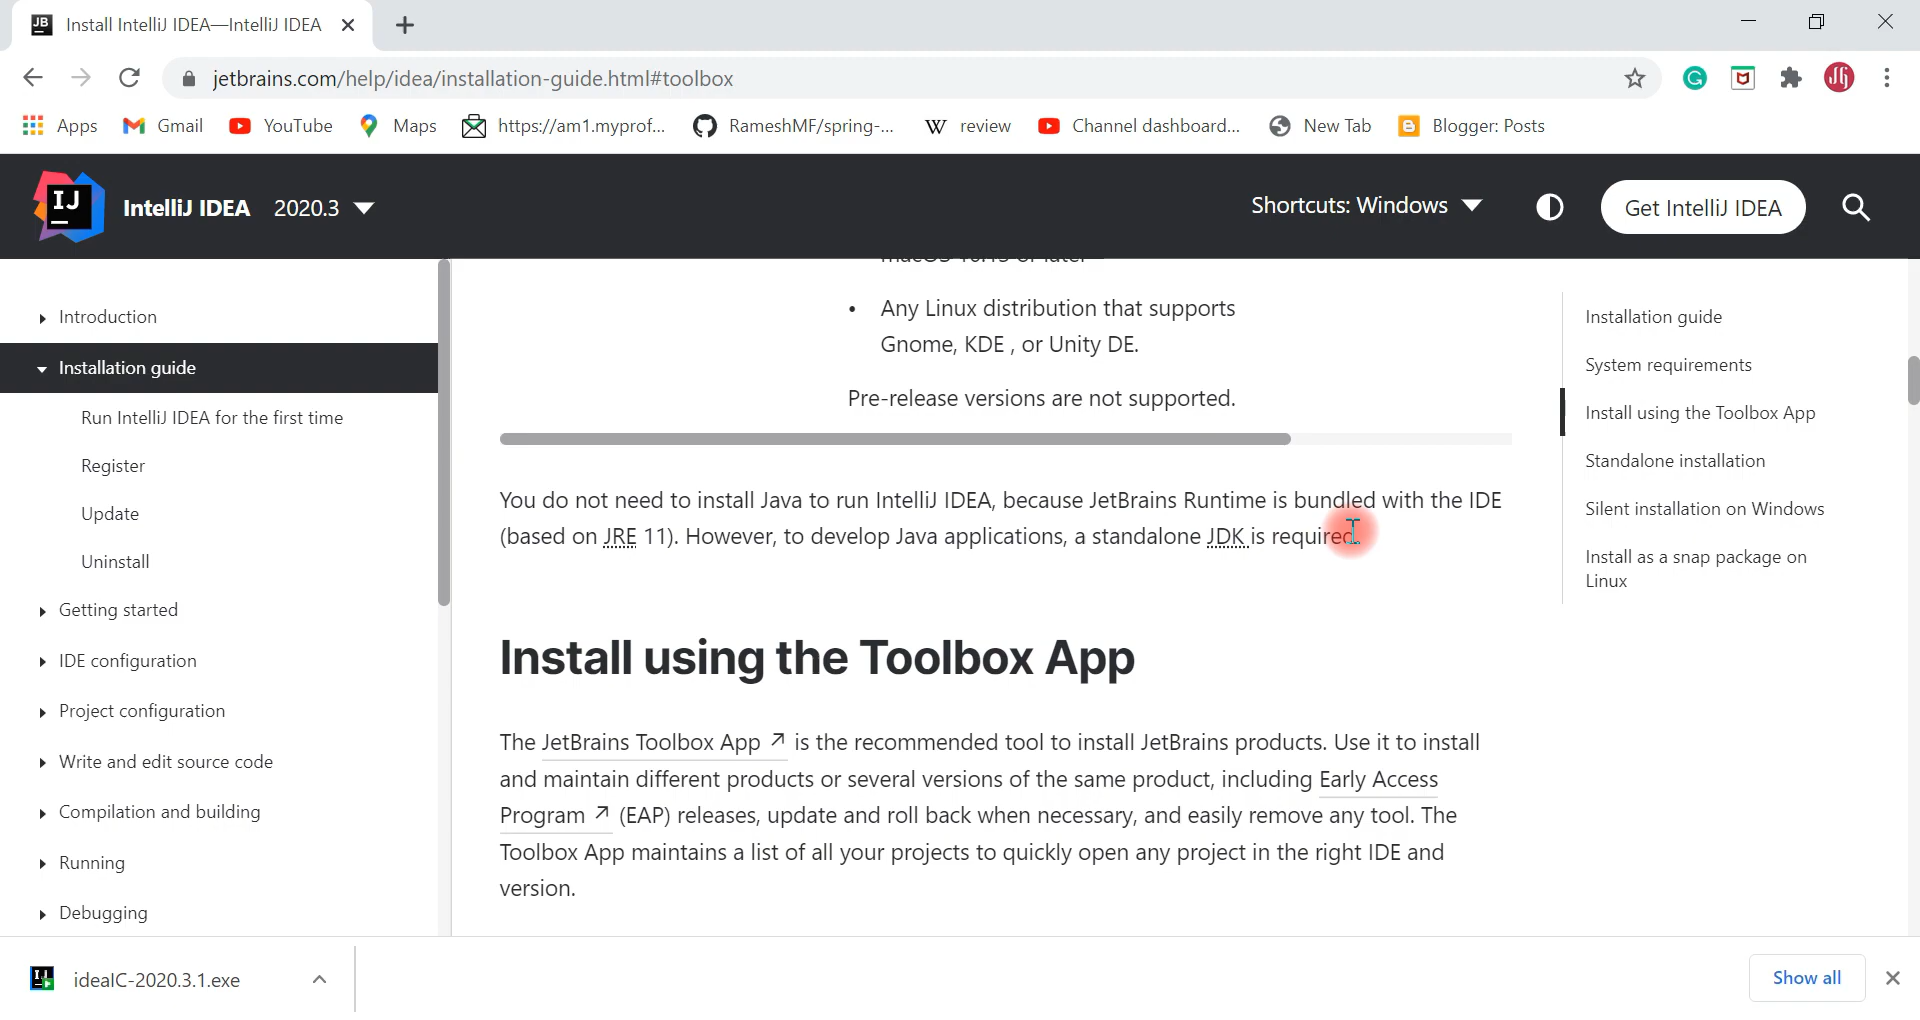 JB Install IntelliJ IDEA—IntelliJ IDEA
jetbrains.com/help/idea/installation-guide.html#toolbox
Apps Gmail YouTube Maps https://am1.myprof... RameshMF/spring-... W review Channel dashboard... New Tab Blogger: Posts
IJ IntelliJ IDEA 2020.3 Shortcuts: Windows Get IntelliJ IDEA
Introduction
Installation guide
Run IntelliJ IDEA for the first time
Register
Update
Uninstall
Getting started
IDE configuration
Project configuration
Write and edit source code
Compilation and building
Running
Debugging
• Any Linux distribution that supports
Gnome, KDE , or Unity DE.
Pre-release versions are not supported.
You do not need to install Java to run IntelliJ IDEA, because JetBrains Runtime is bundled with the IDE
(based on JRE 11). However, to develop Java applications, a standalone JDK is required.
Install using the Toolbox App
The JetBrains Toolbox App ↗ is the recommended tool to install JetBrains products. Use it to install
and maintain different products or several versions of the same product, including Early Access
Program ↗ (EAP) releases, update and roll back when necessary, and easily remove any tool. The
Toolbox App maintains a list of all your projects to quickly open any project in the right IDE and
version.
Installation guide
System requirements
Install using the Toolbox App
Standalone installation
Silent installation on Windows
Install as a snap package on
Linux
ideaIC-2020.3.1.exe
Show all